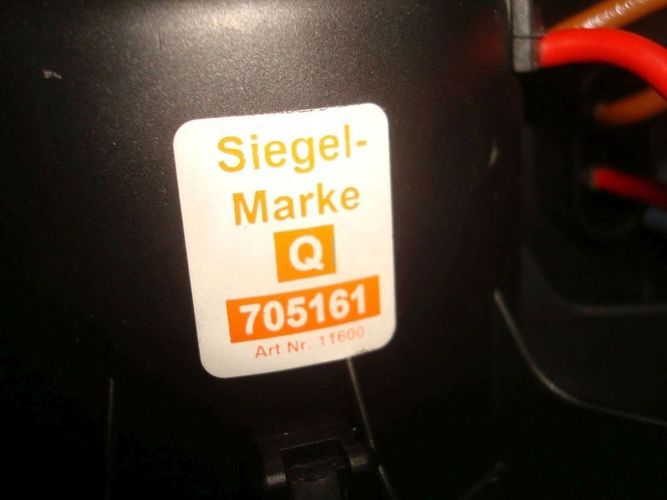 Siegel-
Marke
Q
705161
Art.Nr. 11600